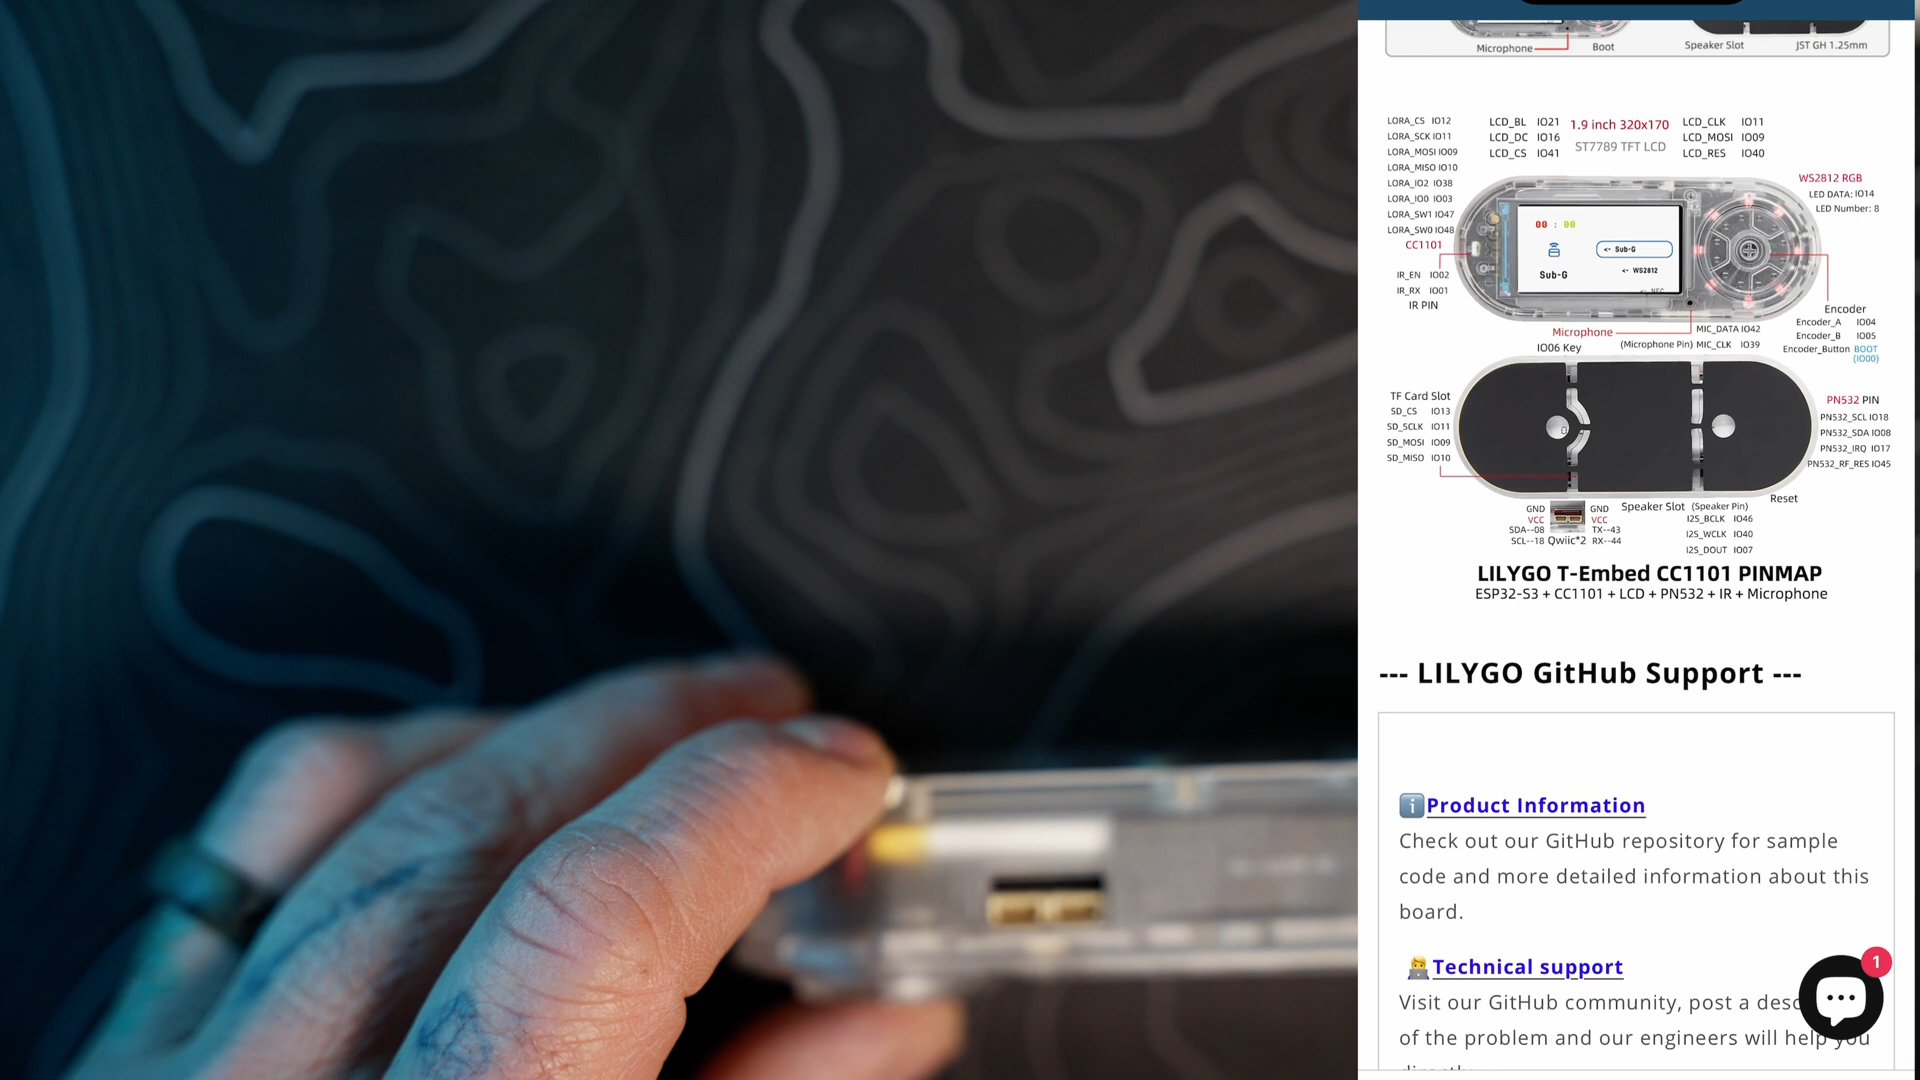 Microphone
Boot
Speaker Slot
JST GH 1.25mm
LORA_CS IO12
LORA_SCK IO11
LORA_MOSI IO09
LORA_MISO IO10
LORA_IO2 IO38
LORA_IO0 IO03
LORA_SW1 IO47
LORA_SW0 IO48
CC1101
IR_EN IO02
IR_RX IO01
IR PIN
LCD_BL IO21
LCD_DC IO16
LCD_CS IO41
1.9 inch 320x170
ST7789 TFT LCD
LCD_CLK IO11
LCD_MOSI IO09
LCD_RES IO40
WS2812 RGB
LED DATA: IO14
LED Number: 8
00 : 00
Sub-G
<- Sub-G
<- WS2812
<- NFC
Encoder
Encoder_A IO04
Encoder_B IO05
Encoder_Button BOOT
(IO00)
Microphone
MIC_DATA IO42
(Microphone Pin) MIC_CLK IO39
IO06 Key
TF Card Slot
SD_CS IO13
SD_SCLK IO11
SD_MOSI IO09
SD_MISO IO10
PN532 PIN
PN532_SCL IO18
PN532_SDA IO08
PN532_IRQ IO17
PN532_RF_RES IO45
Reset
GND
VCC
SDA--08
SCL--18
Qwiic*2
GND
VCC
TX--43
RX--44
Speaker Slot (Speaker Pin)
I2S_BCLK IO46
I2S_WCLK IO40
I2S_DOUT IO07
LILYGO T-Embed CC1101 PINMAP
ESP32-S3 + CC1101 + LCD + PN532 + IR + Microphone
--- LILYGO GitHub Support ---
Product Information
Check out our GitHub repository for sample
code and more detailed information about this
board.
Technical support
Visit our GitHub community, post a desc
of the problem and our engineers will help you
1